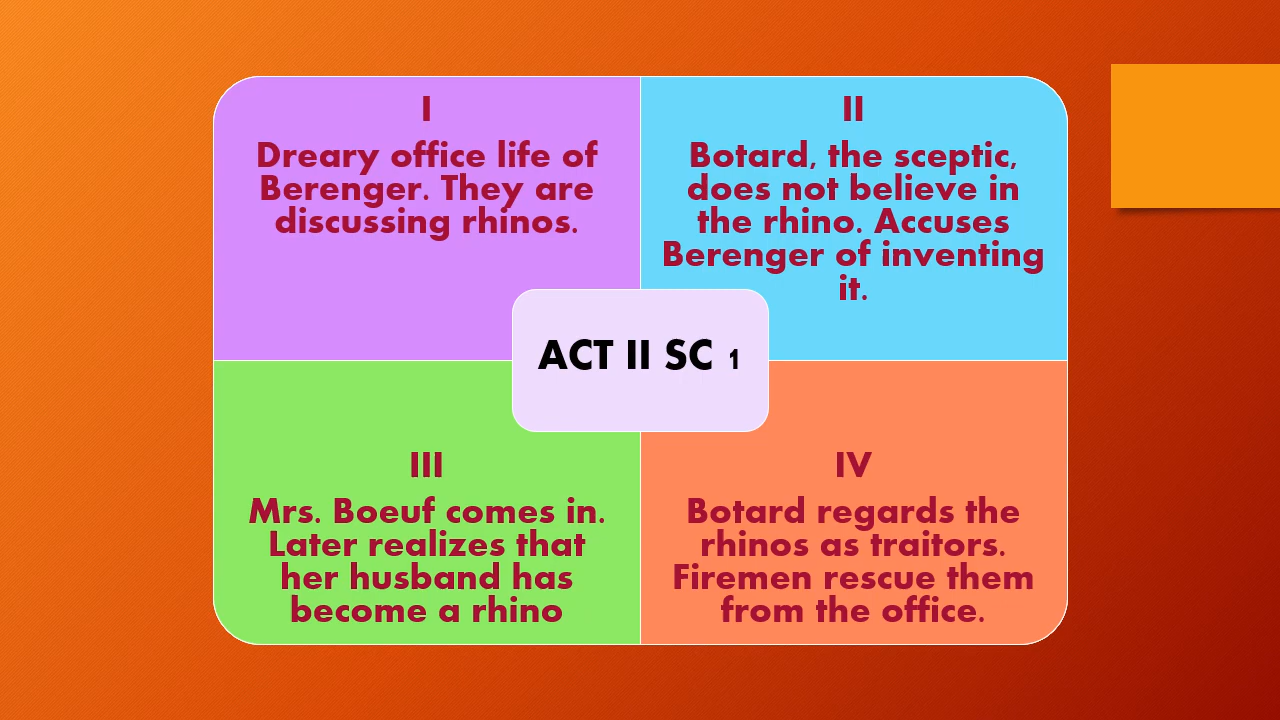 I
Dreary office life of
Berenger. They are
discussing rhinos.
II
Botard, the sceptic,
does not believe in
the rhino. Accuses
Berenger of inventing
it.
ACT II SC 1
III
Mrs. Boeuf comes in.
Later realizes that
her husband has
become a rhino
IV
Botard regards the
rhinos as traitors.
Firemen rescue them
from the office.